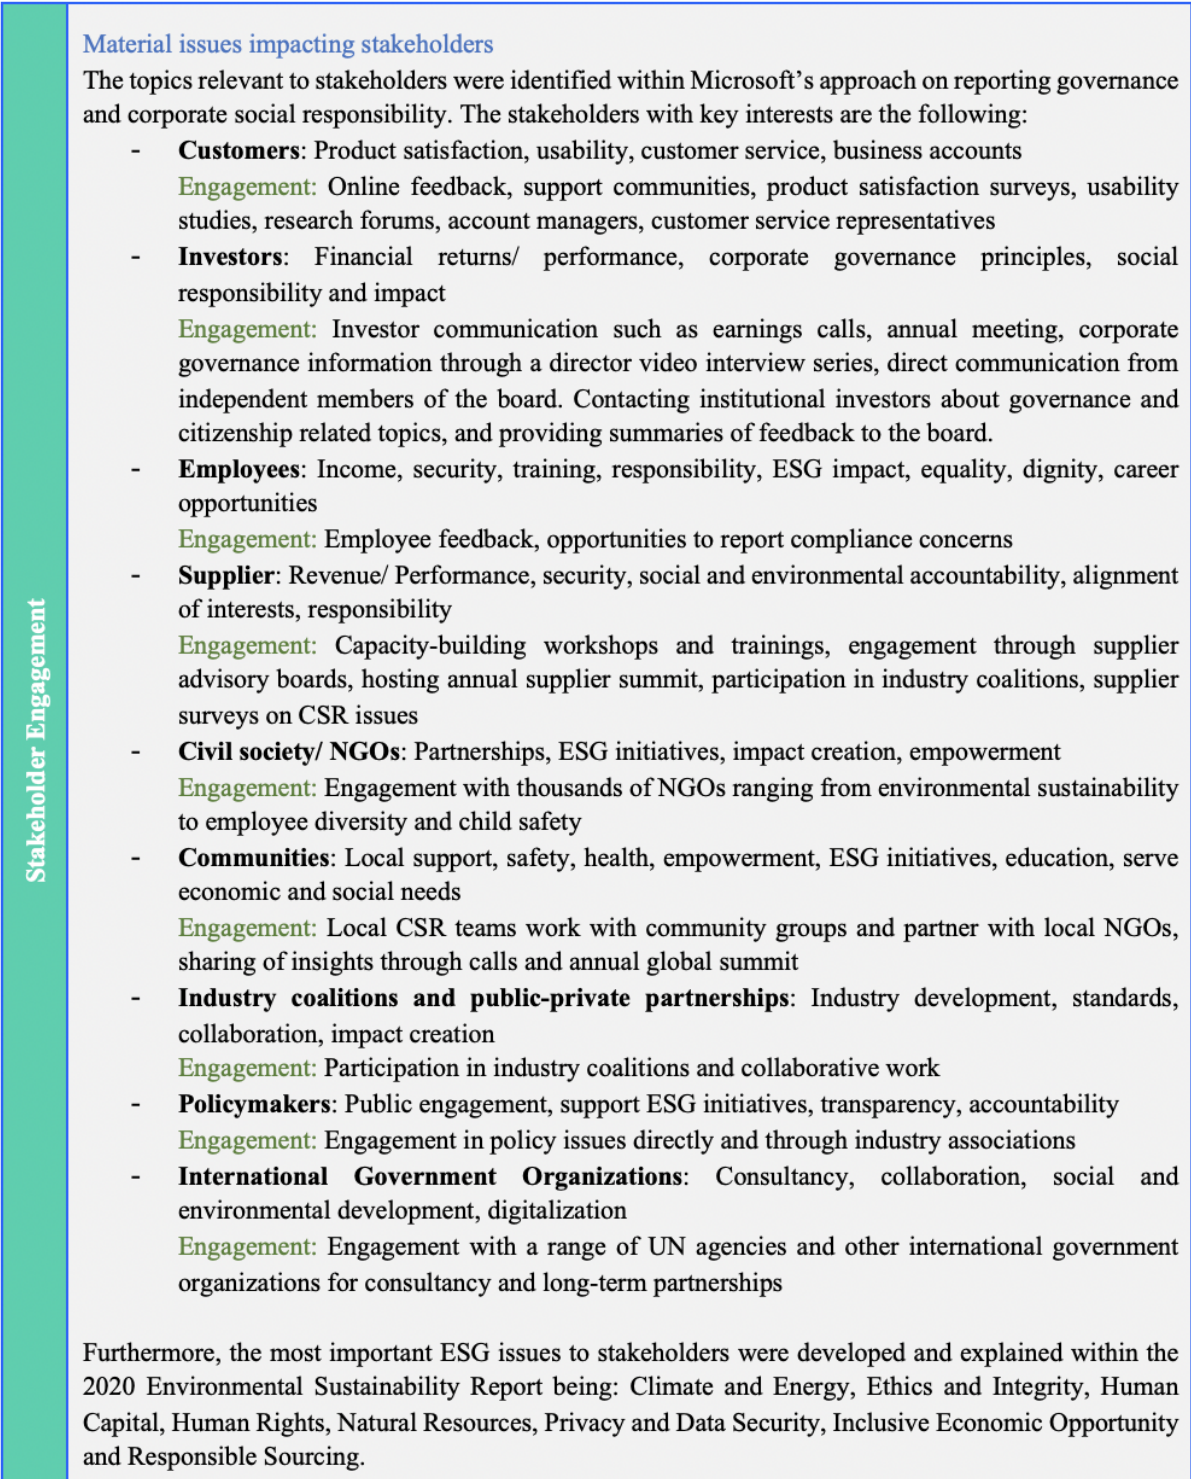 Stakeholder Engagement
Material issues impacting stakeholders
The topics relevant to stakeholders were identified within Microsoft’s approach on reporting governance
and corporate social responsibility. The stakeholders with key interests are the following:
- Customers: Product satisfaction, usability, customer service, business accounts
Engagement: Online feedback, support communities, product satisfaction surveys, usability
studies, research forums, account managers, customer service representatives
- Investors: Financial returns/ performance, corporate governance principles, social
responsibility and impact
Engagement: Investor communication such as earnings calls, annual meeting, corporate
governance information through a director video interview series, direct communication from
independent members of the board. Contacting institutional investors about governance and
citizenship related topics, and providing summaries of feedback to the board.
- Employees: Income, security, training, responsibility, ESG impact, equality, dignity, career
opportunities
Engagement: Employee feedback, opportunities to report compliance concerns
- Supplier: Revenue/ Performance, security, social and environmental accountability, alignment
of interests, responsibility
Engagement: Capacity-building workshops and trainings, engagement through supplier
advisory boards, hosting annual supplier summit, participation in industry coalitions, supplier
surveys on CSR issues
- Civil society/ NGOs: Partnerships, ESG initiatives, impact creation, empowerment
Engagement: Engagement with thousands of NGOs ranging from environmental sustainability
to employee diversity and child safety
- Communities: Local support, safety, health, empowerment, ESG initiatives, education, serve
economic and social needs
Engagement: Local CSR teams work with community groups and partner with local NGOs,
sharing of insights through calls and annual global summit
- Industry coalitions and public-private partnerships: Industry development, standards,
collaboration, impact creation
Engagement: Participation in industry coalitions and collaborative work
- Policymakers: Public engagement, support ESG initiatives, transparency, accountability
Engagement: Engagement in policy issues directly and through industry associations
- International Government Organizations: Consultancy, collaboration, social and
environmental development, digitalization
Engagement: Engagement with a range of UN agencies and other international government
organizations for consultancy and long-term partnerships
Furthermore, the most important ESG issues to stakeholders were developed and explained within the
2020 Environmental Sustainability Report being: Climate and Energy, Ethics and Integrity, Human
Capital, Human Rights, Natural Resources, Privacy and Data Security, Inclusive Economic Opportunity
and Responsible Sourcing.